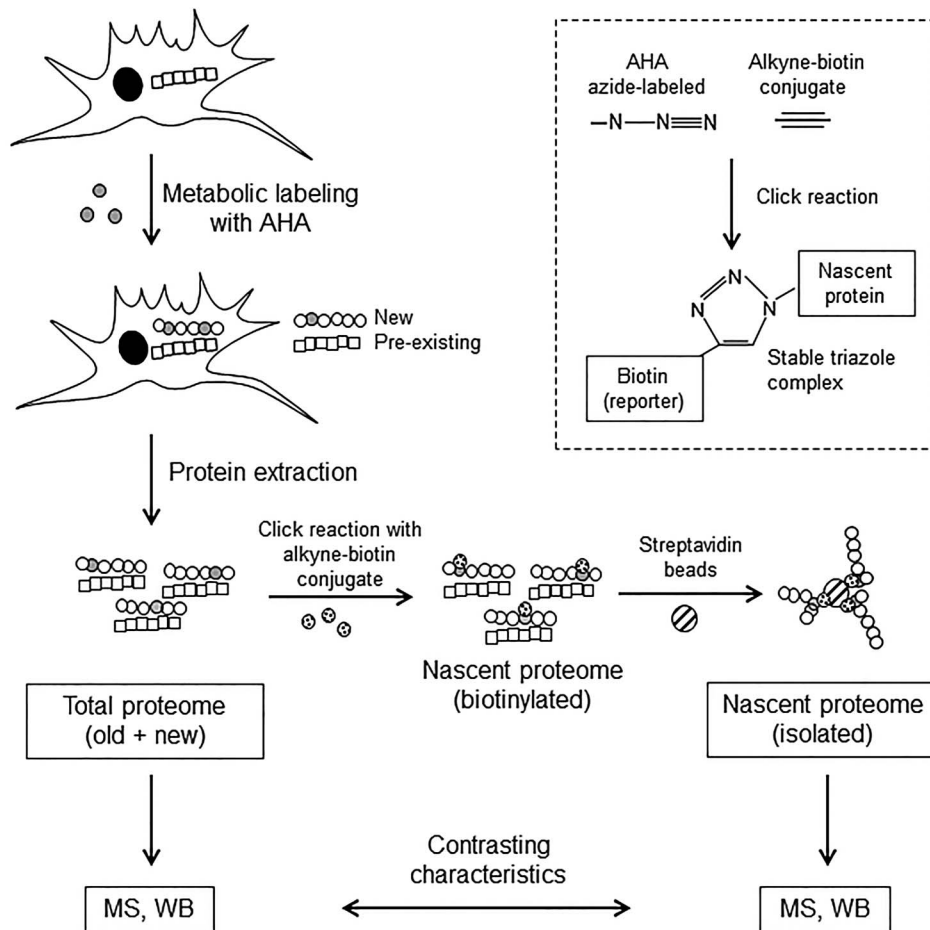 Metabolic labeling
with AHA
New
Pre-existing
Protein extraction
AHA
azide-labeled
Alkyne-biotin
conjugate
–N–N≡N
Click reaction
N
N
N
Nascent
protein
Biotin
(reporter)
Stable triazole
complex
Click reaction with
alkyne-biotin
conjugate
Streptavidin
beads
Nascent proteome
(biotinylated)
Total proteome
(old + new)
Nascent proteome
(isolated)
Contrasting
characteristics
MS, WB
MS, WB